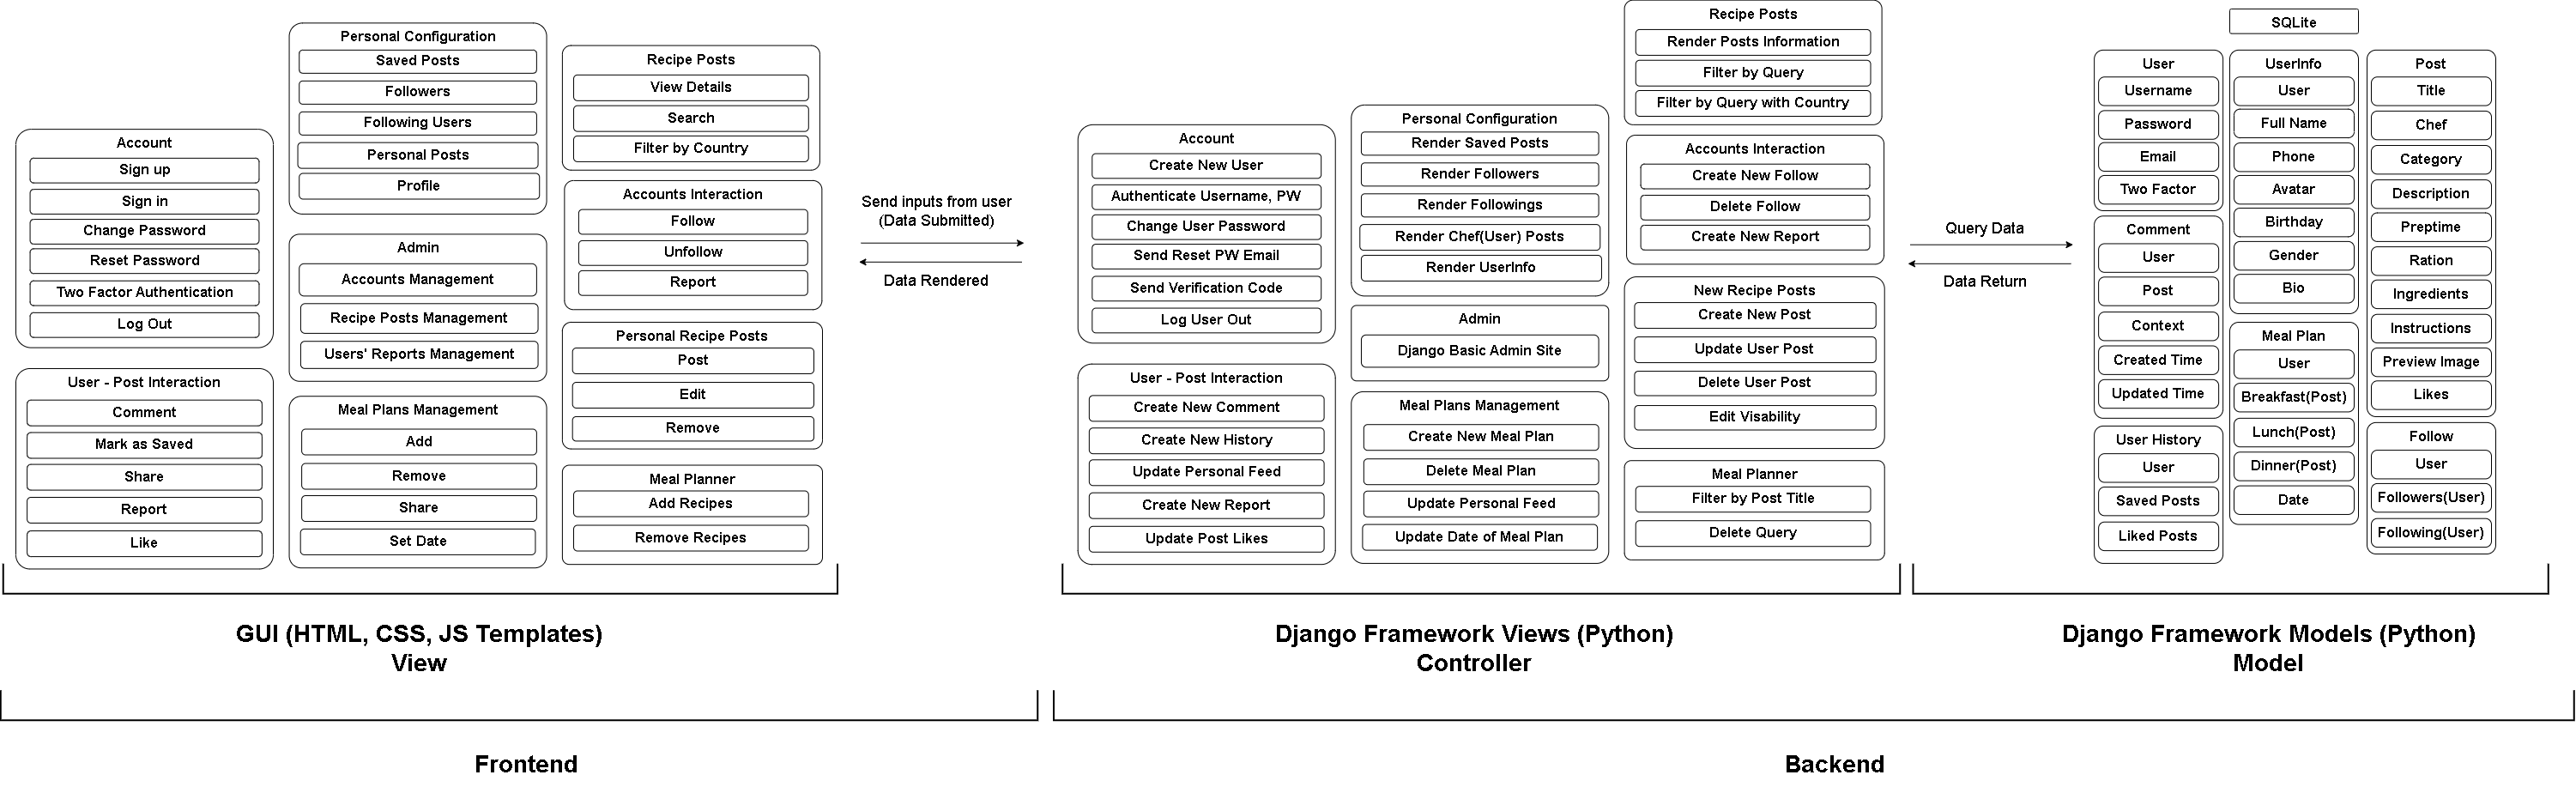 Account
Sign up
Sign in
Change Password
Reset Password
Two Factor Authentication
Log Out
User - Post Interaction
Comment
Mark as Saved
Share
Report
Like
Personal Configuration
Saved Posts
Followers
Following Users
Personal Posts
Profile
Admin
Accounts Management
Recipe Posts Management
Users' Reports Management
Meal Plans Management
Add
Remove
Share
Set Date
Recipe Posts
View Details
Search
Filter by Country
Accounts Interaction
Follow
Unfollow
Report
Personal Recipe Posts
Post
Edit
Remove
Meal Planner
Add Recipes
Remove Recipes
Send inputs from user
(Data Submitted)
Data Rendered
Account
Create New User
Authenticate Username, PW
Change User Password
Send Reset PW Email
Send Verification Code
Log User Out
User - Post Interaction
Create New Comment
Create New History
Update Personal Feed
Create New Report
Update Post Likes
Personal Configuration
Render Saved Posts
Render Followers
Render Followings
Render Chef(User) Posts
Render UserInfo
Admin
Django Basic Admin Site
Meal Plans Management
Create New Meal Plan
Delete Meal Plan
Update Personal Feed
Update Date of Meal Plan
Recipe Posts
Render Posts Information
Filter by Query
Filter by Query with Country
Accounts Interaction
Create New Follow
Delete Follow
Create New Report
New Recipe Posts
Create New Post
Update User Post
Delete User Post
Edit Visability
Meal Planner
Filter by Post Title
Delete Query
Query Data
Data Return
SQLite
User
Username
Password
Email
Two Factor
Comment
User
Post
Context
Created Time
Updated Time
User History
User
Saved Posts
Liked Posts
UserInfo
User
Full Name
Phone
Avatar
Birthday
Gender
Bio
Meal Plan
User
Breakfast(Post)
Lunch(Post)
Dinner(Post)
Date
Post
Title
Chef
Category
Description
Preptime
Ration
Ingredients
Instructions
Preview Image
Likes
Follow
User
Followers(User)
Following(User)
GUI (HTML, CSS, JS Templates)
View
Django Framework Views (Python)
Controller
Django Framework Models (Python)
Model
Frontend
Backend